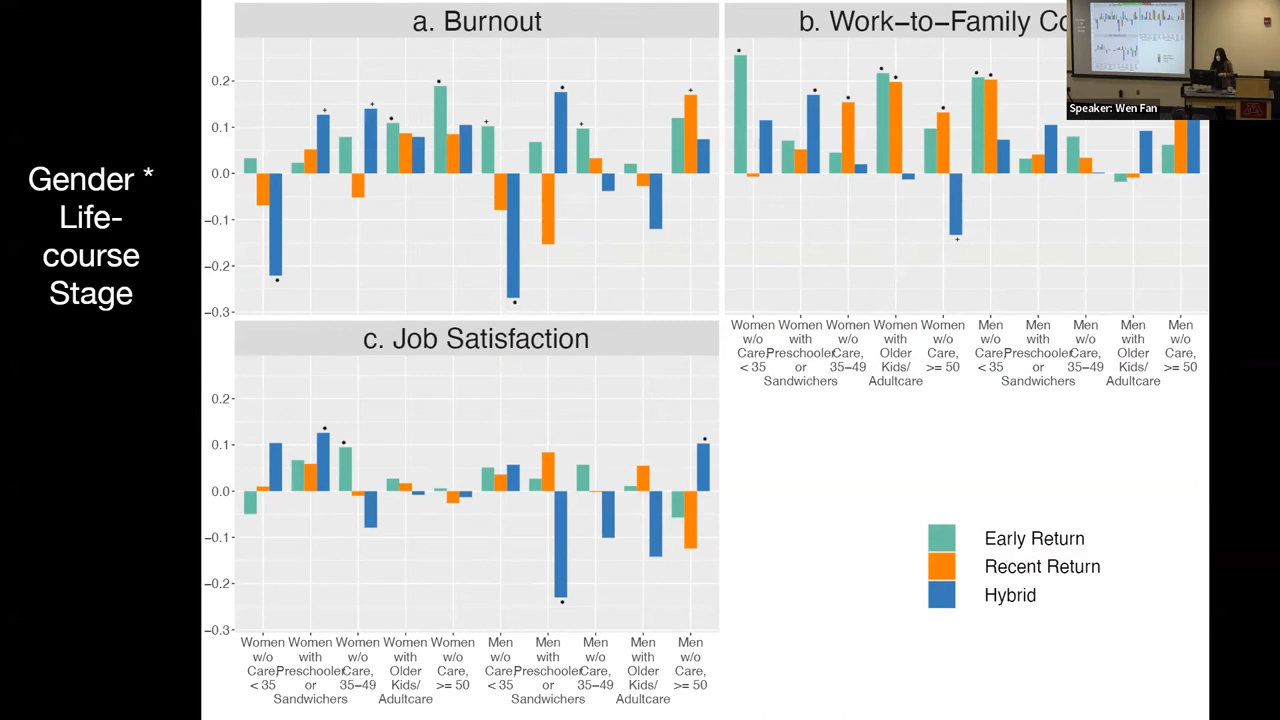 Gender *
Life-
course
Stage
a. Burnout
0.2
0.1
0.0
−0.1
−0.2
−0.3
b. Work−to−Family Co
Speaker: Wen Fan
Women w/o Care, < 35
Women with Preschooler or Sandwichers
Women w/o Care, 35−49
Women with Older Kids/ Adultcare
Women w/o Care, >= 50
Men w/o Care, < 35
Men with Preschooler or Sandwichers
Men w/o Care, 35−49
Men with Older Kids/ Adultcare
Men w/o Care, >= 50
c. Job Satisfaction
0.2
0.1
0.0
−0.1
−0.2
−0.3
Women w/o Care, < 35
Women with Preschooler or Sandwichers
Women w/o Care, 35−49
Women with Older Kids/ Adultcare
Women w/o Care, >= 50
Men w/o Care, < 35
Men with Preschooler or Sandwichers
Men w/o Care, 35−49
Men with Older Kids/ Adultcare
Men w/o Care, >= 50
Early Return
Recent Return
Hybrid